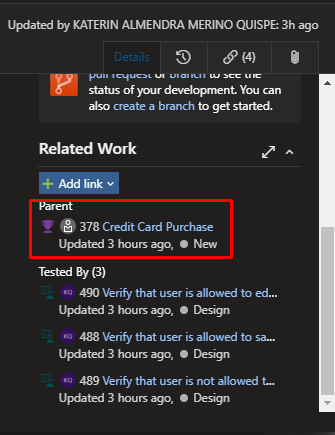 Updated by KATERIN ALMENDRA MERINO QUISPE: 3h ago
Details
(4)
pull request or branch to see the
status of your development. You can
also create a branch to get started.
Related Work
Add link
Parent
378 Credit Card Purchase
Updated 3 hours ago, New
Tested By (3)
KQ 490 Verify that user is allowed to ed...
Updated 3 hours ago, Design
KQ 488 Verify that user is allowed to sa...
Updated 3 hours ago, Design
KQ 489 Verify that user is not allowed t...
Updated 3 hours ago, Design